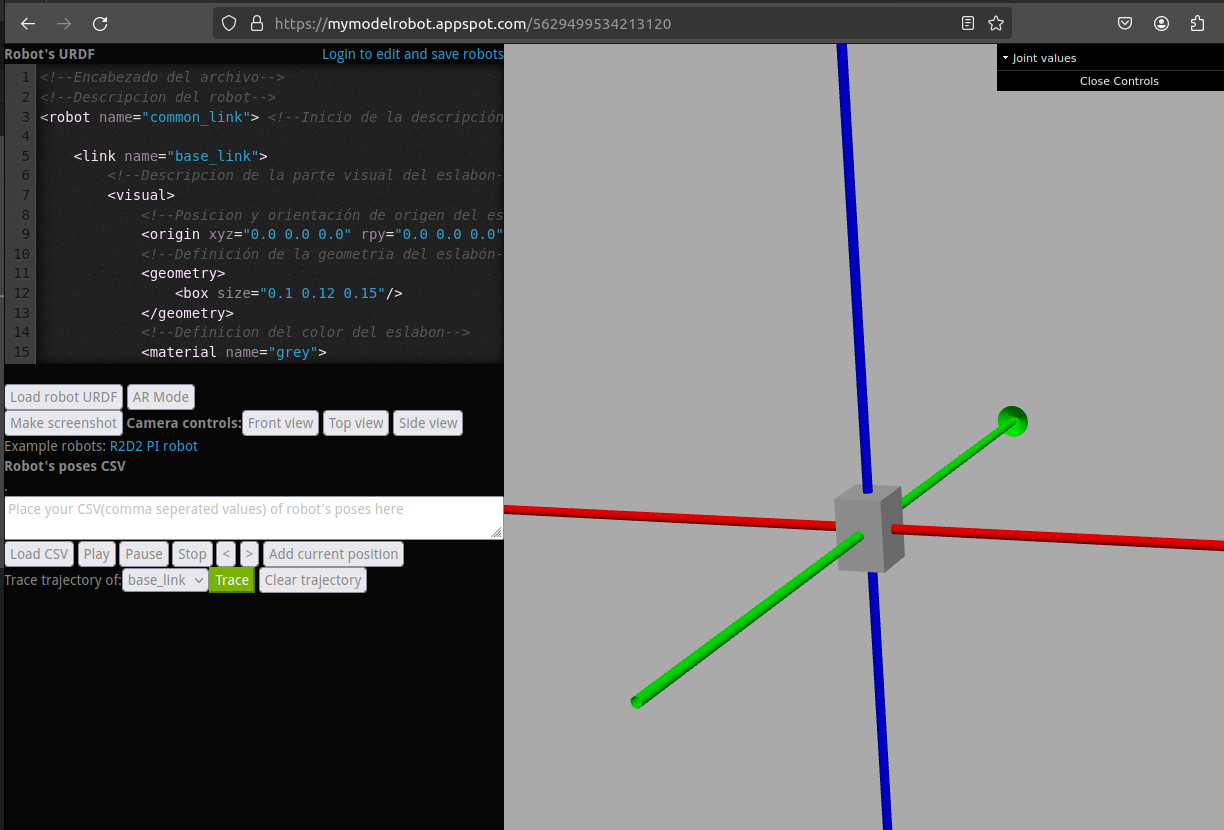 https://mymodelrobot.appspot.com/5629499534213120
Robot's URDF Login to edit and save robots
1 <!--Encabezado del archivo-->
2 <!--Descripcion del robot-->
3 <robot name="common_link"> <!--Inicio de la descripción
4
5 <link name="base_link">
6 <!--Descripcion de la parte visual del eslabon-
7 <visual>
8 <!--Posicion y orientación de origen del es
9 <origin xyz="0.0 0.0 0.0" rpy="0.0 0.0 0.0"
10 <!--Definición de la geometria del eslabón-
11 <geometry>
12 <box size="0.1 0.12 0.15"/>
13 </geometry>
14 <!--Definicion del color del eslabon-->
15 <material name="grey">
Load robot URDF AR Mode
Make screenshot Camera controls: Front view Top view Side view
Example robots: R2D2 PI robot
Robot's poses CSV
.
Place your CSV(comma seperated values) of robot's poses here
Load CSV Play Pause Stop < > Add current position
Trace trajectory of: base_link Trace Clear trajectory
Joint values
Close Controls